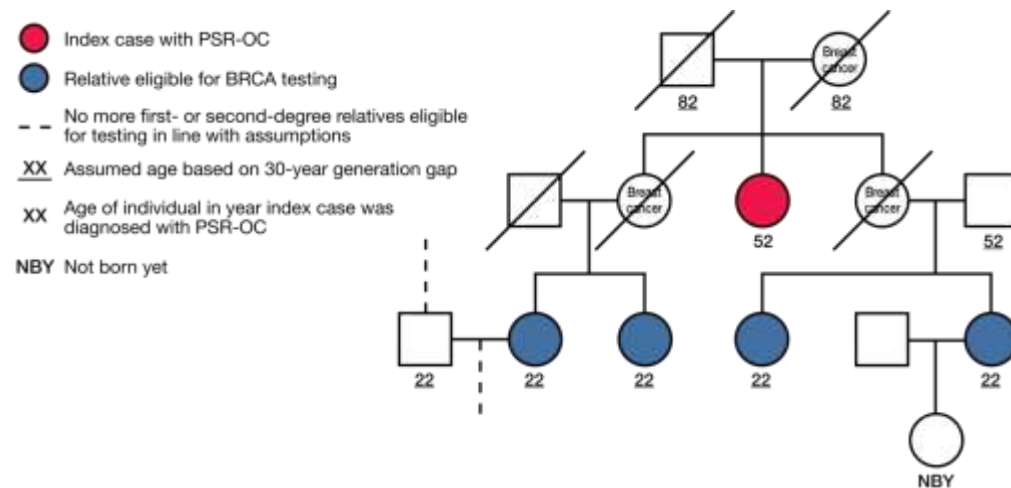 Index case with PSR-OC
Relative eligible for BRCA testing
No more first- or second-degree relatives eligible
for testing in line with assumptions
XX Assumed age based on 30-year generation gap
XX Age of individual in year index case was
diagnosed with PSR-OC
NBY Not born yet
Breast
cancer
82
82
Breast
cancer
Breast
cancer
52
52
22
22
22
22
22
NBY